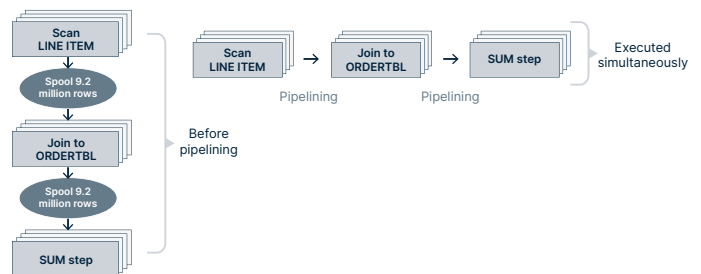 Scan
LINE ITEM
Spool 9.2
million rows
Join to
ORDERTBL
Spool 9.2
million rows
SUM step
Before
pipelining
Scan
LINE ITEM
Join to
ORDERTBL
SUM step
Pipelining
Pipelining
Executed
simultaneously